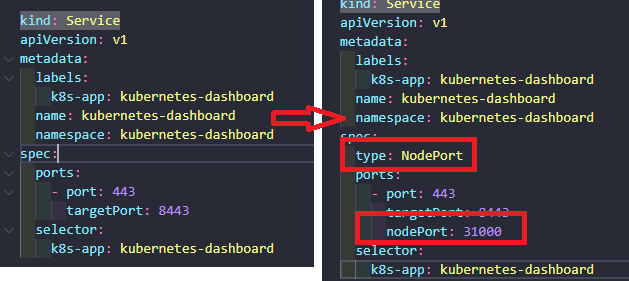 kind: Service
apiVersion: v1
metadata:
  labels:
    k8s-app: kubernetes-dashboard
  name: kubernetes-dashboard
  namespace: kubernetes-dashboard
spec:
  ports:
    - port: 443
      targetPort: 8443
  selector:
    k8s-app: kubernetes-dashboard
kind: Service
apiVersion: v1
metadata:
  labels:
    k8s-app: kubernetes-dashboard
  name: kubernetes-dashboard
  namespace: kubernetes-dashboard
spec:
  type: NodePort
  ports:
    - port: 443
      targetPort: 8443
      nodePort: 31000
  selector:
    k8s-app: kubernetes-dashboard